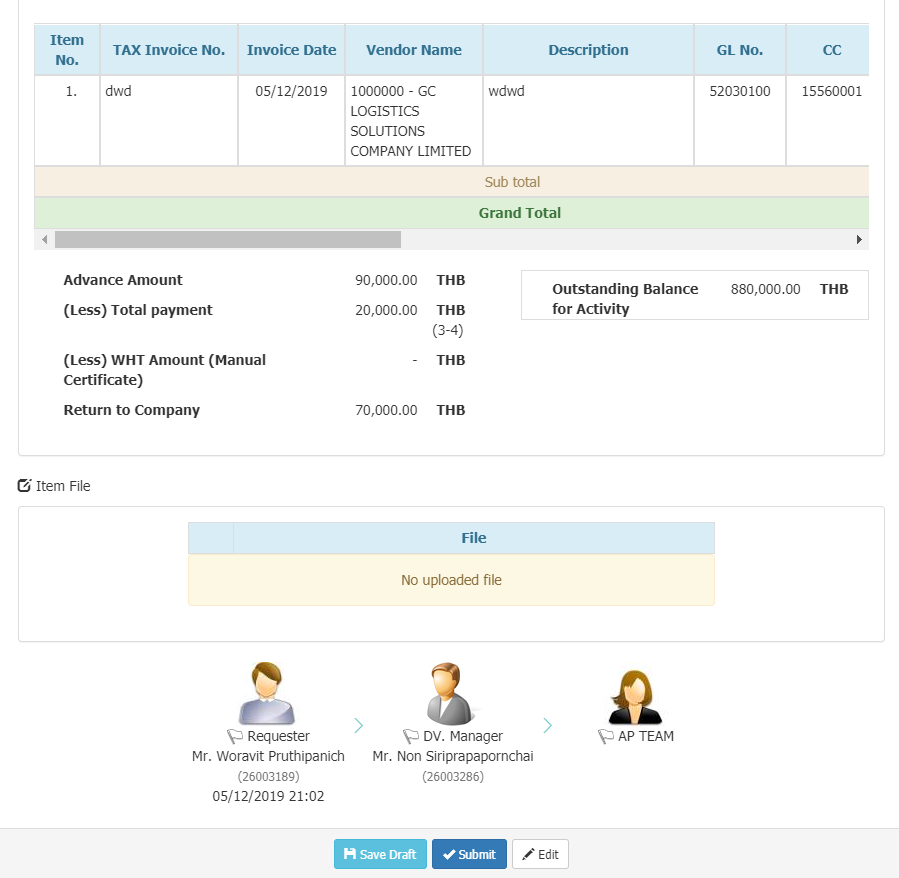 Item No. TAX Invoice No. Invoice Date Vendor Name Description GL No. CC
1. dwd 05/12/2019 1000000 - GC LOGISTICS SOLUTIONS COMPANY LIMITED wdwd 52030100 15560001
Sub total
Grand Total
Advance Amount 90,000.00 THB
Outstanding Balance for Activity 880,000.00 THB
(Less) Total payment 20,000.00 THB
(3-4)
(Less) WHT Amount (Manual Certificate) - THB
Return to Company 70,000.00 THB
Item File
File
No uploaded file
Requester DV. Manager AP TEAM
Mr. Woravit Pruthipanich Mr. Non Siriprapapornchai
(26003189) (26003286)
05/12/2019 21:02
Save Draft Submit Edit